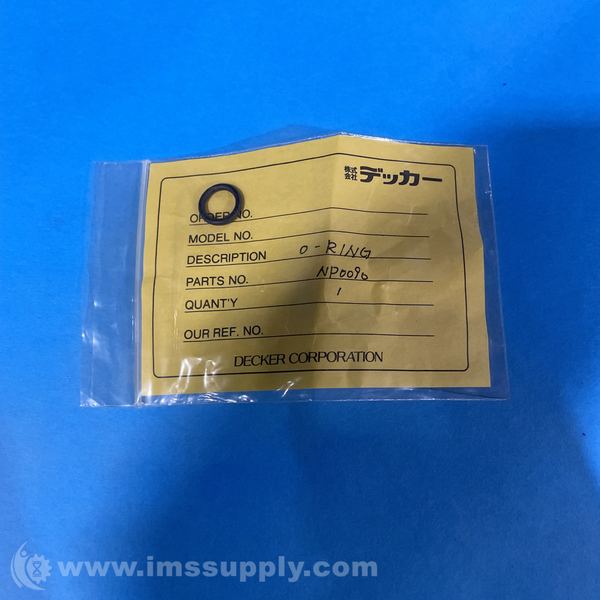 株式会社 デッカー
ORDER NO.
MODEL NO.
DESCRIPTION O-RING
PARTS NO. NP0090
QUANT'Y 1
OUR REF. NO.
DECKER CORPORATION
www.imssupply.com